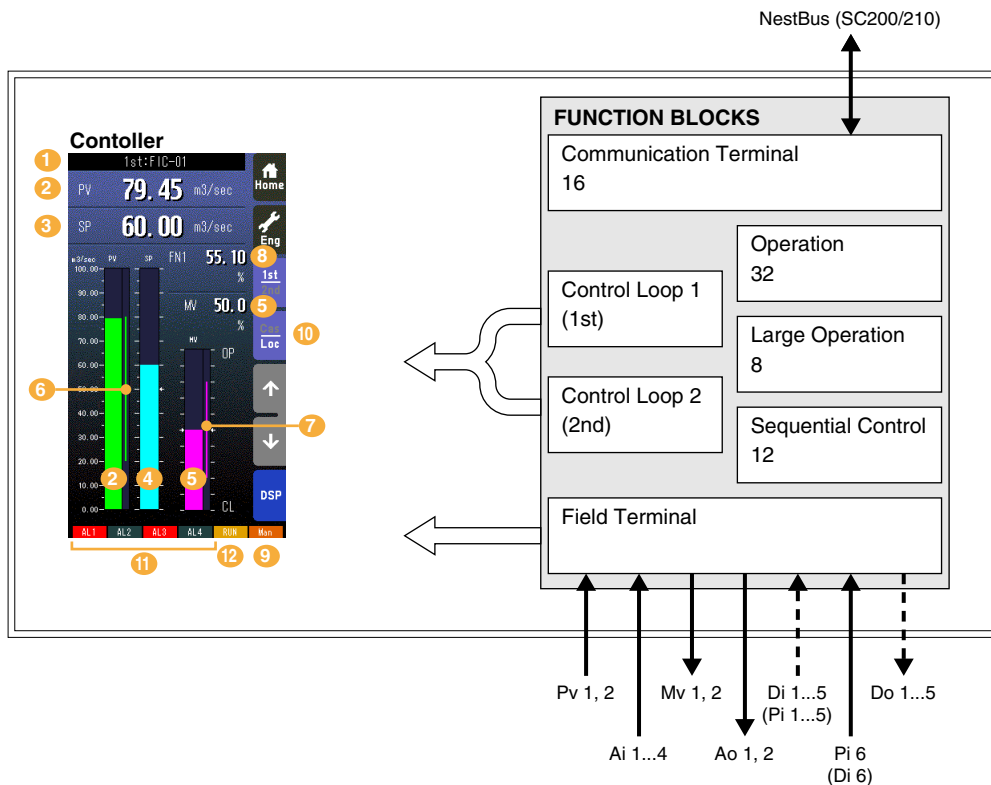 NestBus (SC200/210)
Contoller
1
1st:FIC-01
Home
2
PV 79.45 m3/sec
3
SP 60.00 m3/sec
Eng
m3/sec PV SP FN1 55.10 8
%
1st
2nd
100.00
90.00
80.00
70.00
60.00
50.00
40.00
30.00
20.00
10.00
0.00
MV 50.0 5
%
Cas
Loc
10
MV
OP
6
7
2
4
5
CL
DSP
AL1 AL2 AL3 AL4 RUN Man
11
12
9
FUNCTION BLOCKS
Communication Terminal
16
Operation
32
Control Loop 1
(1st)
Large Operation
8
Control Loop 2
(2nd)
Sequential Control
12
Field Terminal
Pv 1, 2
Mv 1, 2
Di 1...5
(Pi 1...5)
Do 1...5
Ai 1...4
Ao 1, 2
Pi 6
(Di 6)